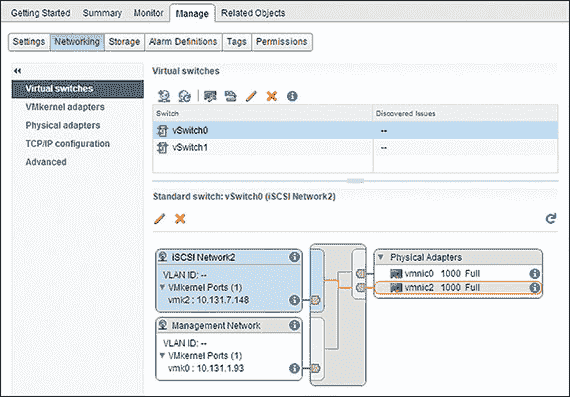 Getting Started Summary Monitor Manage Related Objects
Settings Networking Storage Alarm Definitions Tags Permissions
Virtual switches
VMkernel adapters
Physical adapters
TCP/IP configuration
Advanced
Virtual switches
Switch Discovered Issues
vSwitch0 --
vSwitch1 --
Standard switch: vSwitch0 (iSCSI Network2)
iSCSI Network2
VLAN ID: --
VMkernel Ports (1)
vmk2 : 10.131.7.148
Management Network
VLAN ID: --
VMkernel Ports (1)
vmk0 : 10.131.1.93
Physical Adapters
vmnic0 1000 Full
vmnic2 1000 Full